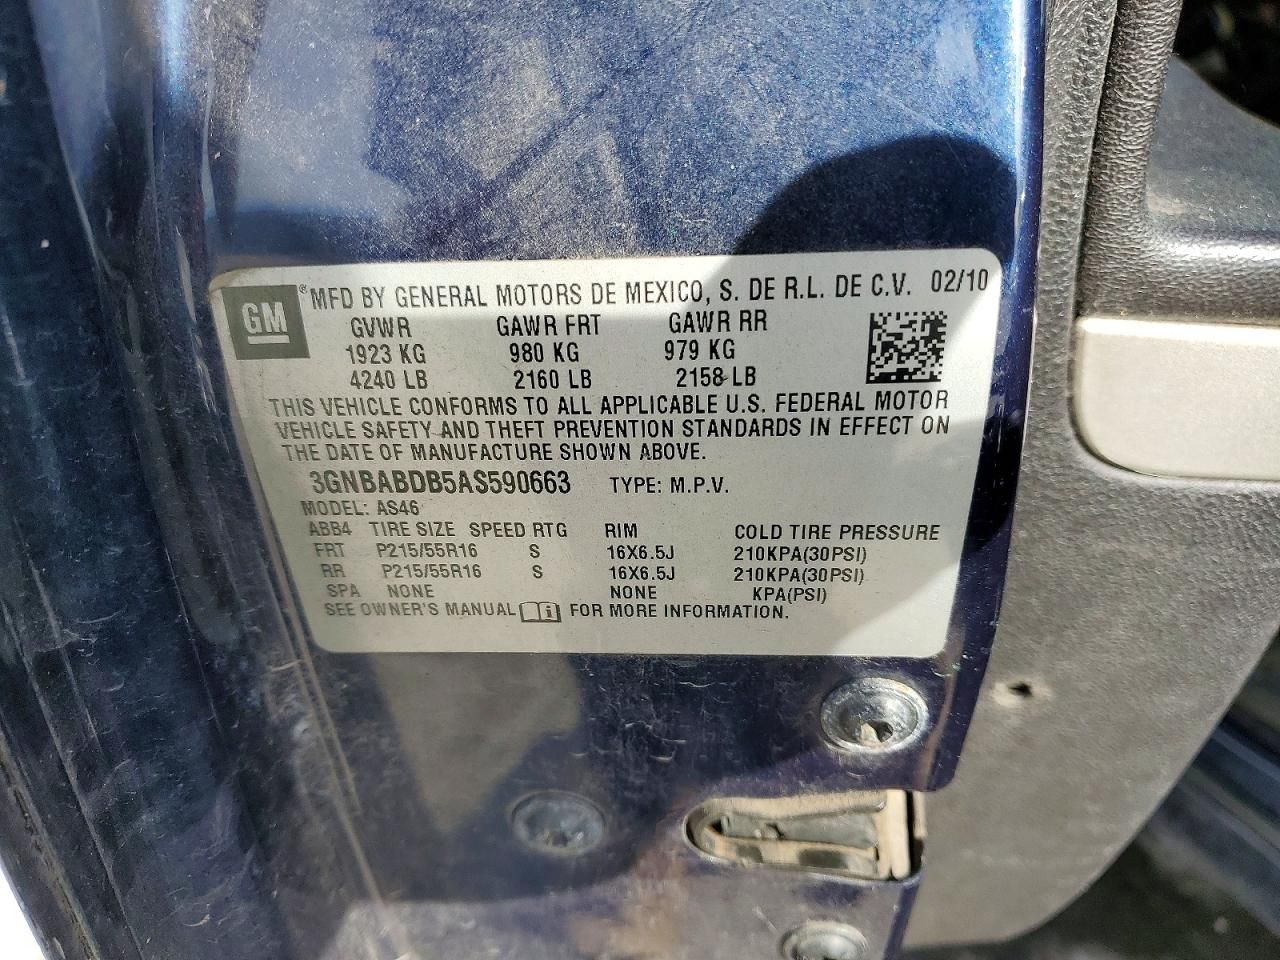 GM ® MFD BY GENERAL MOTORS DE MEXICO, S. DE R.L. DE C.V. 02/10
GVWR GAWR FRT GAWR RR
1923 KG 980 KG 979 KG
4240 LB 2160 LB 2158 LB
THIS VEHICLE CONFORMS TO ALL APPLICABLE U.S. FEDERAL MOTOR
VEHICLE SAFETY AND THEFT PREVENTION STANDARDS IN EFFECT ON
THE DATE OF MANUFACTURE SHOWN ABOVE.
3GNBABDB5AS590663 TYPE: M.P.V.
MODEL: AS46
ABB4 TIRE SIZE SPEED RTG RIM COLD TIRE PRESSURE
FRT P215/55R16 S 16X6.5J 210KPA(30PSI)
RR P215/55R16 S 16X6.5J 210KPA(30PSI)
SPA NONE NONE KPA(PSI)
SEE OWNER'S MANUAL i FOR MORE INFORMATION.